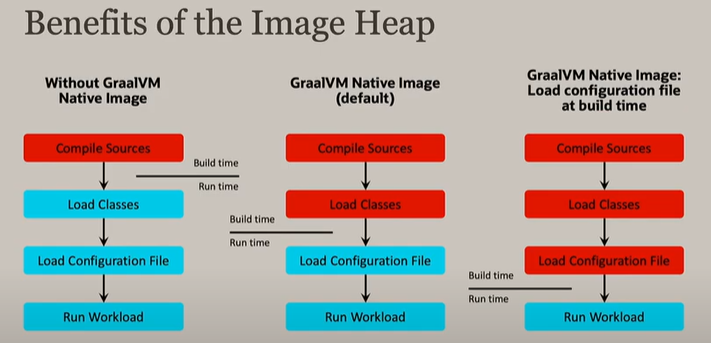 Benefits of the Image Heap
Without GraalVM
Native Image
Compile Sources
Build time
Run time
Load Classes
Load Configuration File
Run Workload
GraalVM Native Image
(default)
Compile Sources
Load Classes
Build time
Run time
Load Configuration File
Run Workload
GraalVM Native Image:
Load configuration file
at build time
Compile Sources
Load Classes
Load Configuration File
Build time
Run time
Run Workload